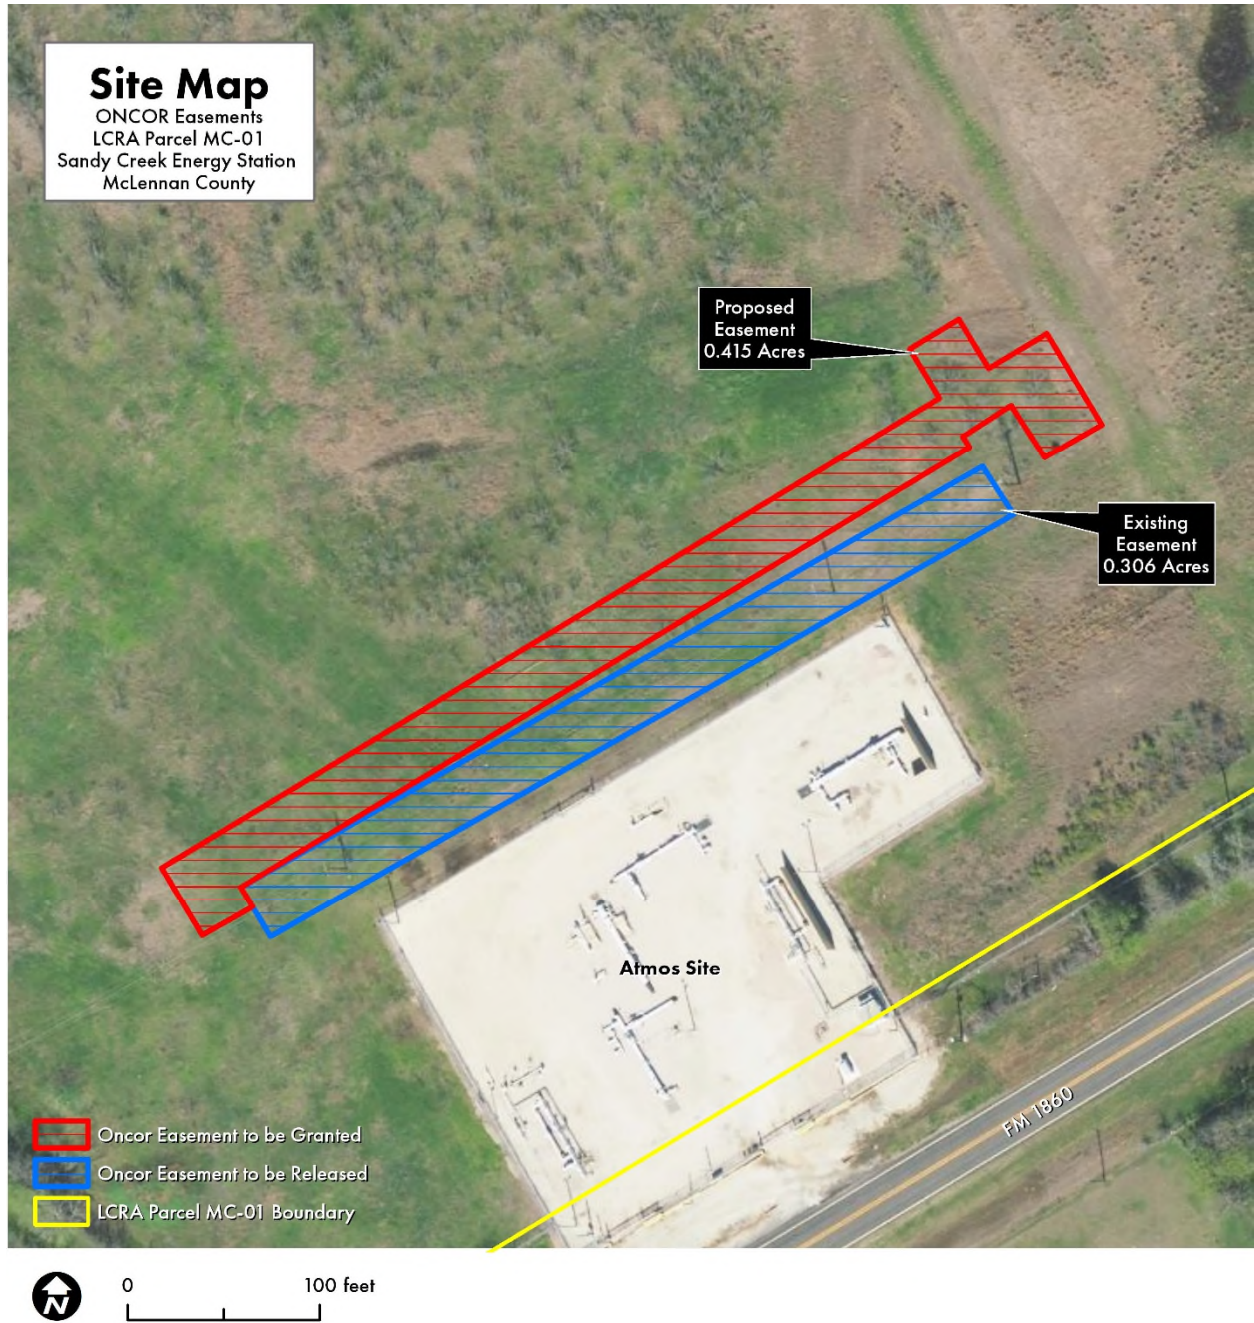 Site Map
ONCOR Easements
LCRA Parcel MC-01
Sandy Creek Energy Station
McLennan County
Proposed
Easement
0.415 Acres
Existing
Easement
0.306 Acres
Atmos Site
FM 1860
Oncor Easement to be Granted
Oncor Easement to be Released
LCRA Parcel MC-01 Boundary
N
0
100 feet